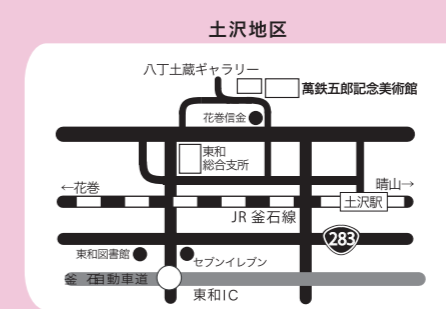 土沢地区
八丁土蔵ギャラリー
萬鉄五郎記念美術館
花巻信金
東和
総合支所
←花巻
晴山→
土沢駅
JR 釜石線
283
東和図書館
セブンイレブン
釜石自動車道
東和IC